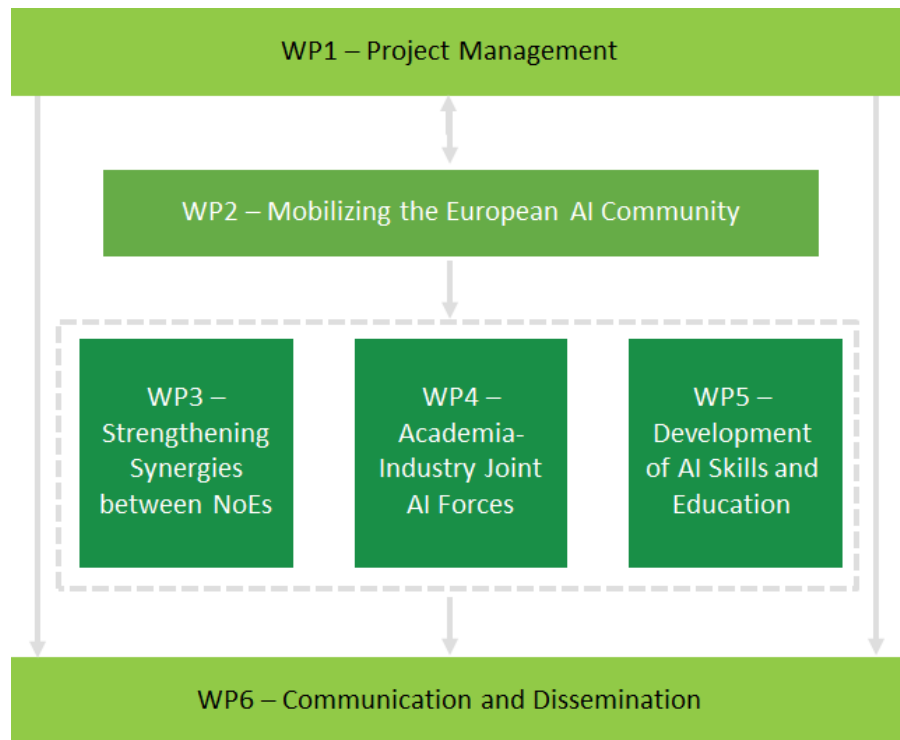 WP1 – Project Management
WP2 – Mobilizing the European AI Community
WP3 –
Strengthening
Synergies
between NoEs
WP4 –
Academia-
Industry Joint
AI Forces
WP5 –
Development
of AI Skills and
Education
WP6 – Communication and Dissemination